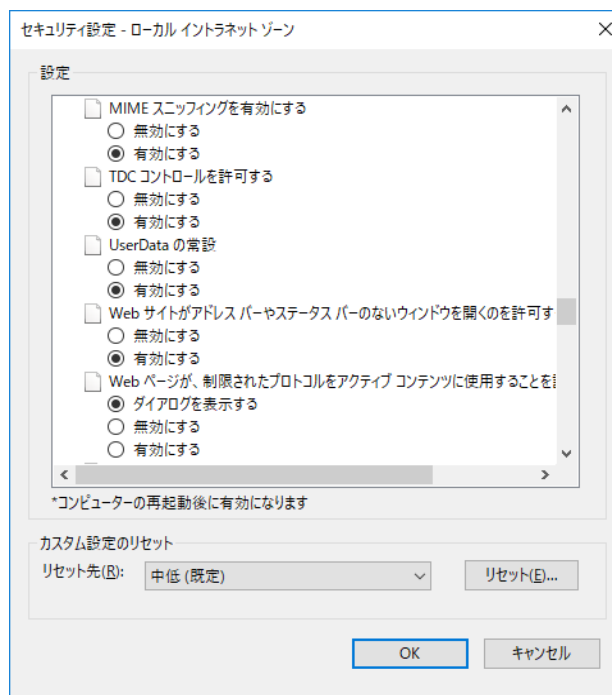 セキュリティ設定 - ローカル イントラネット ゾーン
設定
MIME スニッフィングを有効にする
無効にする
有効にする
TDC コントロールを許可する
無効にする
有効にする
UserData の常設
無効にする
有効にする
Web サイトがアドレス バーやステータス バーのないウィンドウを開くのを許可す
無効にする
有効にする
Web ページが、制限されたプロトコルをアクティブ コンテンツに使用することを
ダイアログを表示する
無効にする
有効にする
*コンピューターの再起動後に有効になります
カスタム設定のリセット
リセット先(R): 中低 (既定) リセット(E)...
OK キャンセル